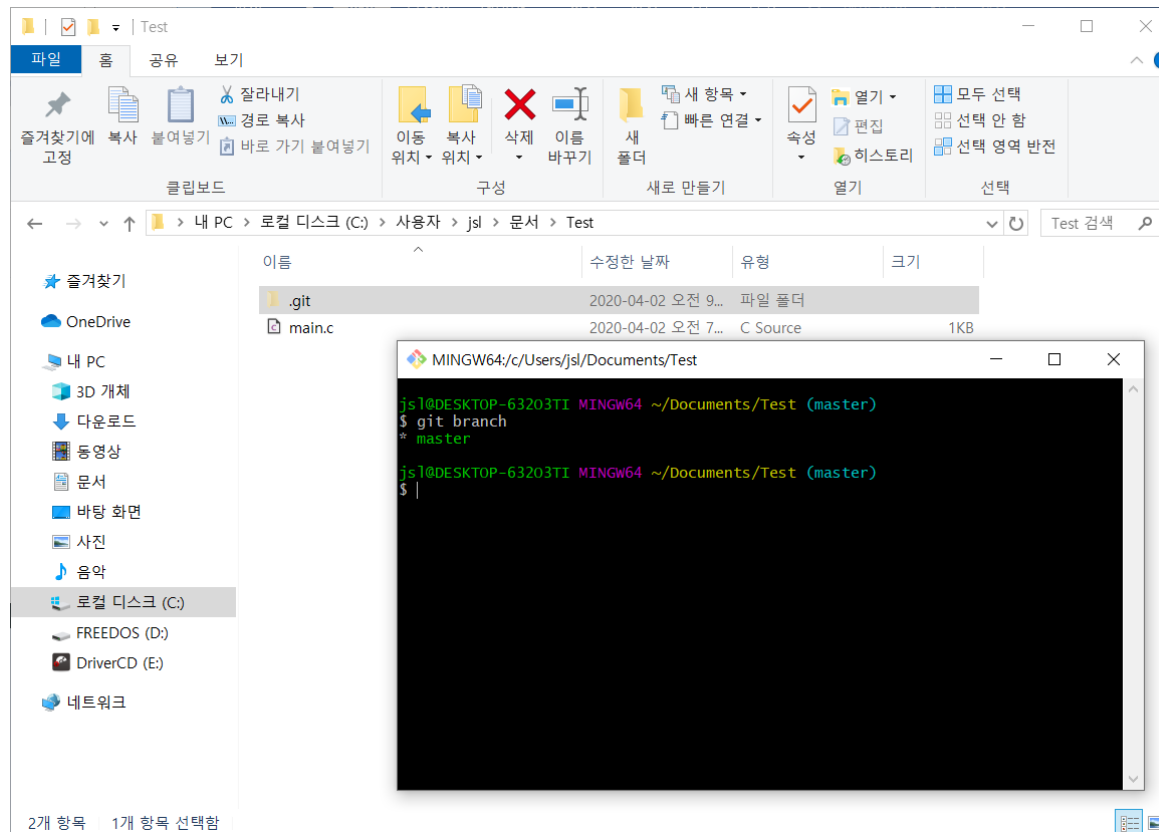 Test
파일 홈 공유 보기
즐겨찾기에 고정
복사
붙여넣기
잘라내기
경로 복사
바로 가기 붙여넣기
클립보드
이동 위치
복사 위치
삭제
이름 바꾸기
구성
새 폴더
새 항목
빠른 연결
새로 만들기
속성
열기
편집
히스토리
열기
모두 선택
선택 안 함
선택 영역 반전
선택
내 PC > 로컬 디스크 (C:) > 사용자 > jsl > 문서 > Test
Test 검색
이름 수정한 날짜 유형 크기
.git 2020-04-02 오전 9... 파일 폴더
main.c 2020-04-02 오전 7... C Source 1KB
즐겨찾기
OneDrive
내 PC
3D 개체
다운로드
동영상
문서
바탕 화면
사진
음악
로컬 디스크 (C:)
FREEDOS (D:)
DriverCD (E:)
네트워크
MINGW64:/c/Users/jsl/Documents/Test
jsl@DESKTOP-632O3TI MINGW64 ~/Documents/Test (master)
$ git branch
* master
jsl@DESKTOP-632O3TI MINGW64 ~/Documents/Test (master)
$
2개 항목 1개 항목 선택함